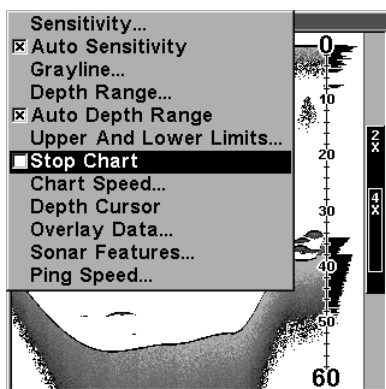 Sensitivity...
Auto Sensitivity
Grayline...
Depth Range...
Auto Depth Range
Upper And Lower Limits...
Stop Chart
Chart Speed...
Depth Cursor
Overlay Data...
Sonar Features...
Ping Speed...
0
10
20
30
40
50
60
2X
4X